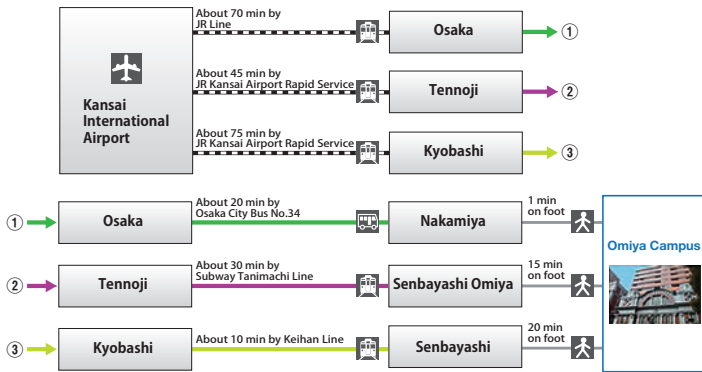 About 70 min by
JR Line
Osaka
①
About 45 min by
JR Kansai Airport Rapid Service
Tennoji
②
Kansai
International
Airport
About 75 min by
JR Kansai Airport Rapid Service
Kyobashi
③
①
Osaka
About 20 min by
Osaka City Bus No.34
Nakamiya
1 min
on foot
Omiya Campus
②
Tennoji
About 30 min by
Subway Tanimachi Line
Senbayashi Omiya
15 min
on foot
③
Kyobashi
About 10 min by Keihan Line
Senbayashi
20 min
on foot